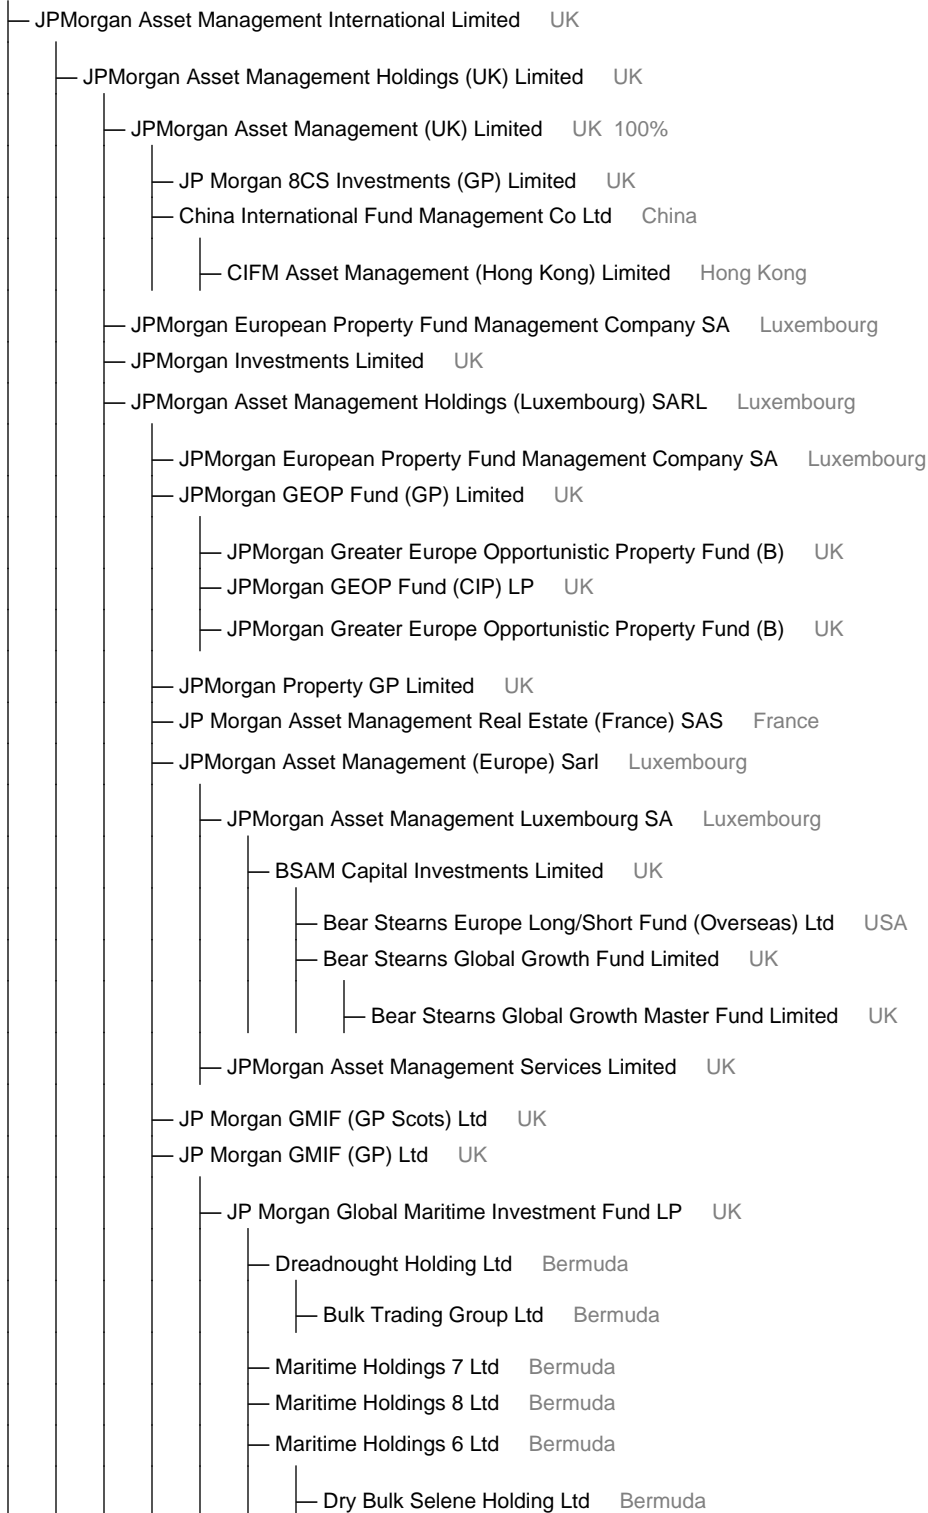 JPMorgan Asset Management International Limited UK
JPMorgan Asset Management Holdings (UK) Limited UK
JPMorgan Asset Management (UK) Limited UK 100%
JP Morgan 8CS Investments (GP) Limited UK
China International Fund Management Co Ltd China
CIFM Asset Management (Hong Kong) Limited Hong Kong
JPMorgan European Property Fund Management Company SA Luxembourg
JPMorgan Investments Limited UK
JPMorgan Asset Management Holdings (Luxembourg) SARL Luxembourg
JPMorgan European Property Fund Management Company SA Luxembourg
JPMorgan GEOP Fund (GP) Limited UK
JPMorgan Greater Europe Opportunistic Property Fund (B) UK
JPMorgan GEOP Fund (CIP) LP UK
JPMorgan Greater Europe Opportunistic Property Fund (B) UK
JPMorgan Property GP Limited UK
JP Morgan Asset Management Real Estate (France) SAS France
JPMorgan Asset Management (Europe) Sarl Luxembourg
JPMorgan Asset Management Luxembourg SA Luxembourg
BSAM Capital Investments Limited UK
Bear Stearns Europe Long/Short Fund (Overseas) Ltd USA
Bear Stearns Global Growth Fund Limited UK
Bear Stearns Global Growth Master Fund Limited UK
JPMorgan Asset Management Services Limited UK
JP Morgan GMIF (GP Scots) Ltd UK
JP Morgan GMIF (GP) Ltd UK
JP Morgan Global Maritime Investment Fund LP UK
Dreadnought Holding Ltd Bermuda
Bulk Trading Group Ltd Bermuda
Maritime Holdings 7 Ltd Bermuda
Maritime Holdings 8 Ltd Bermuda
Maritime Holdings 6 Ltd Bermuda
Dry Bulk Selene Holding Ltd Bermuda